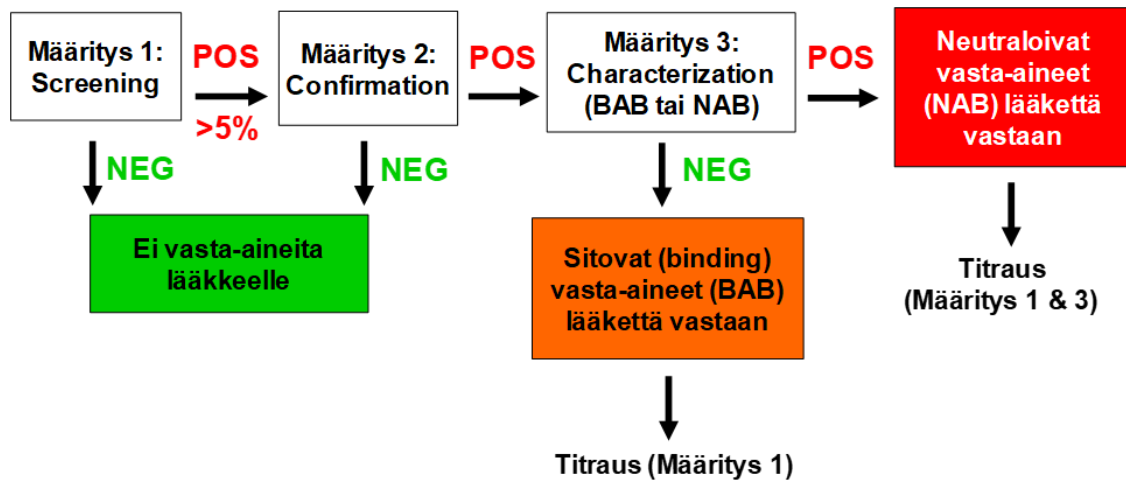 Määritys 1:
Screening
POS
>5%
Määritys 2:
Confirmation
POS
Määritys 3:
Characterization
(BAB tai NAB)
POS
Neutraloivat
vasta-aineet
(NAB) lääkettä
vastaan
NEG
NEG
NEG
Ei vasta-aineita
lääkkeelle
Sitovat (binding)
vasta-aineet (BAB)
lääkettä vastaan
Titraus
(Määritys 1 & 3)
Titraus (Määritys 1)